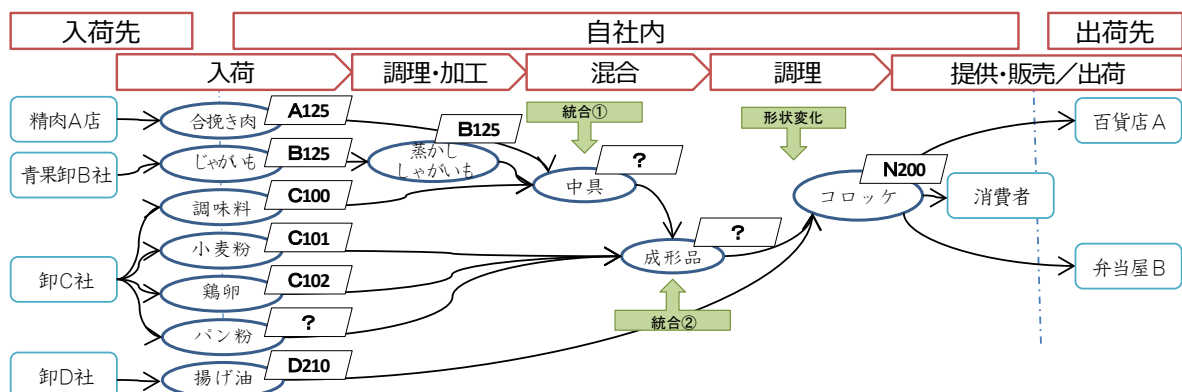 入荷先
自社内
出荷先
入荷
調理・加工
混合
調理
提供・販売／出荷
精肉A店
合挽き肉
A125
B125
統合①
形状変化
百貨店A
青果卸B社
じゃがいも
B125
蒸かし
しゃがいも
?
中具
N200
コロッケ
消費者
調味料
C100
小麦粉
C101
?
成形品
卸C社
鶏卵
C102
統合②
弁当屋B
パン粉
?
卸D社
揚げ油
D210